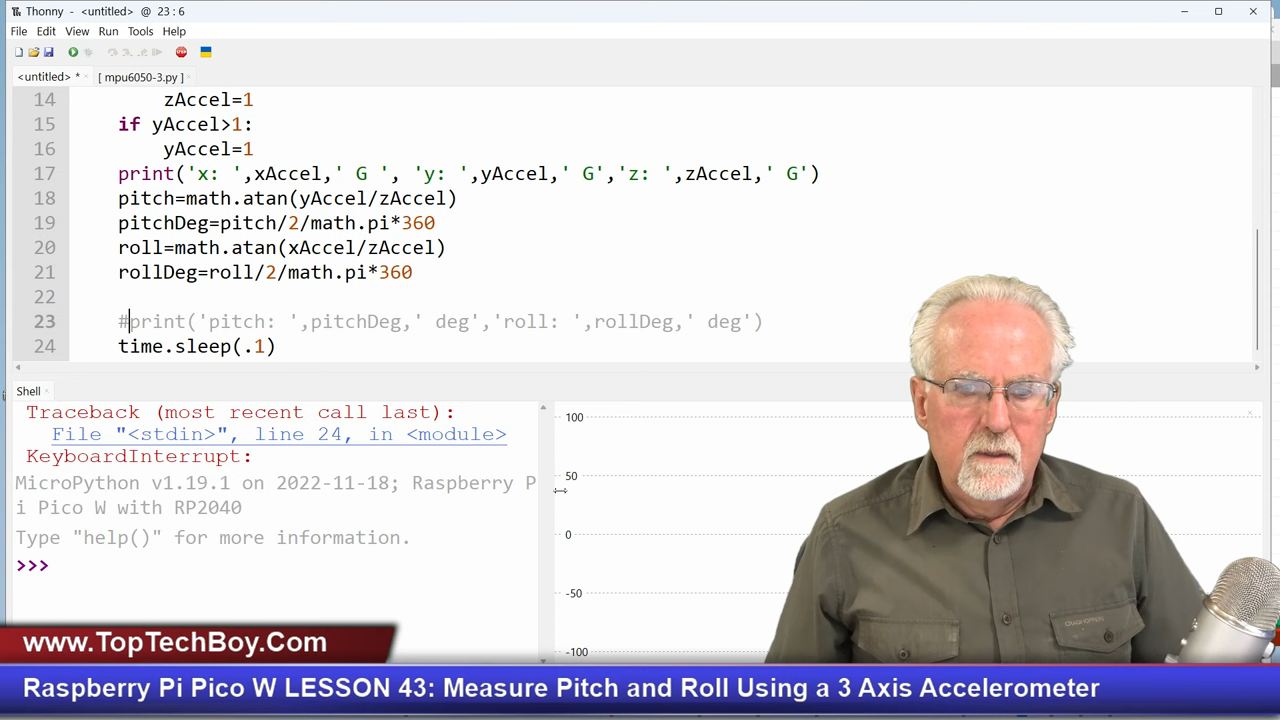 Thonny - <untitled> @ 23 : 6
File Edit View Run Tools Help
<untitled> * × [ mpu6050-3.py ] ×
14 zAccel=1
15 if yAccel>1:
16 yAccel=1
17 print('x: ',xAccel,' G ', 'y: ',yAccel,' G','z: ',zAccel,' G')
18 pitch=math.atan(yAccel/zAccel)
19 pitchDeg=pitch/2/math.pi*360
20 roll=math.atan(xAccel/zAccel)
21 rollDeg=roll/2/math.pi*360
22
23 #print('pitch: ',pitchDeg,' deg','roll: ',rollDeg,' deg')
24 time.sleep(.1)
Shell ×
Traceback (most recent call last):
File "<stdin>", line 24, in <module>
KeyboardInterrupt:
MicroPython v1.19.1 on 2022-11-18; Raspberry P
i Pico W with RP2040
Type "help()" for more information.
>>>
100
50
0
-50
-100
www.TopTechBoy.Com
Raspberry Pi Pico W LESSON 43: Measure Pitch and Roll Using a 3 Axis Accelerometer